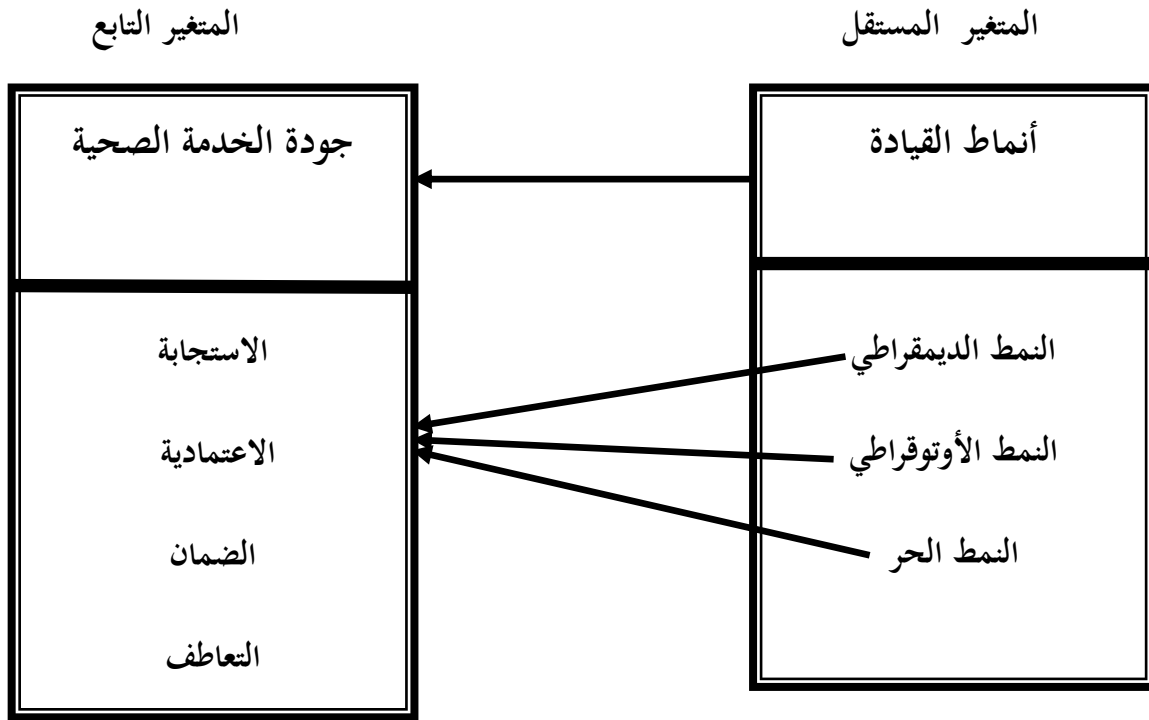 المتغير المستقل
المتغير التابع
أنماط القيادة
جودة الخدمة الصحية
النمط الديمقراطي
النمط الأوتوقراطي
النمط الحر
الاستجابة
الاعتمادية
الضمان
التعاطف